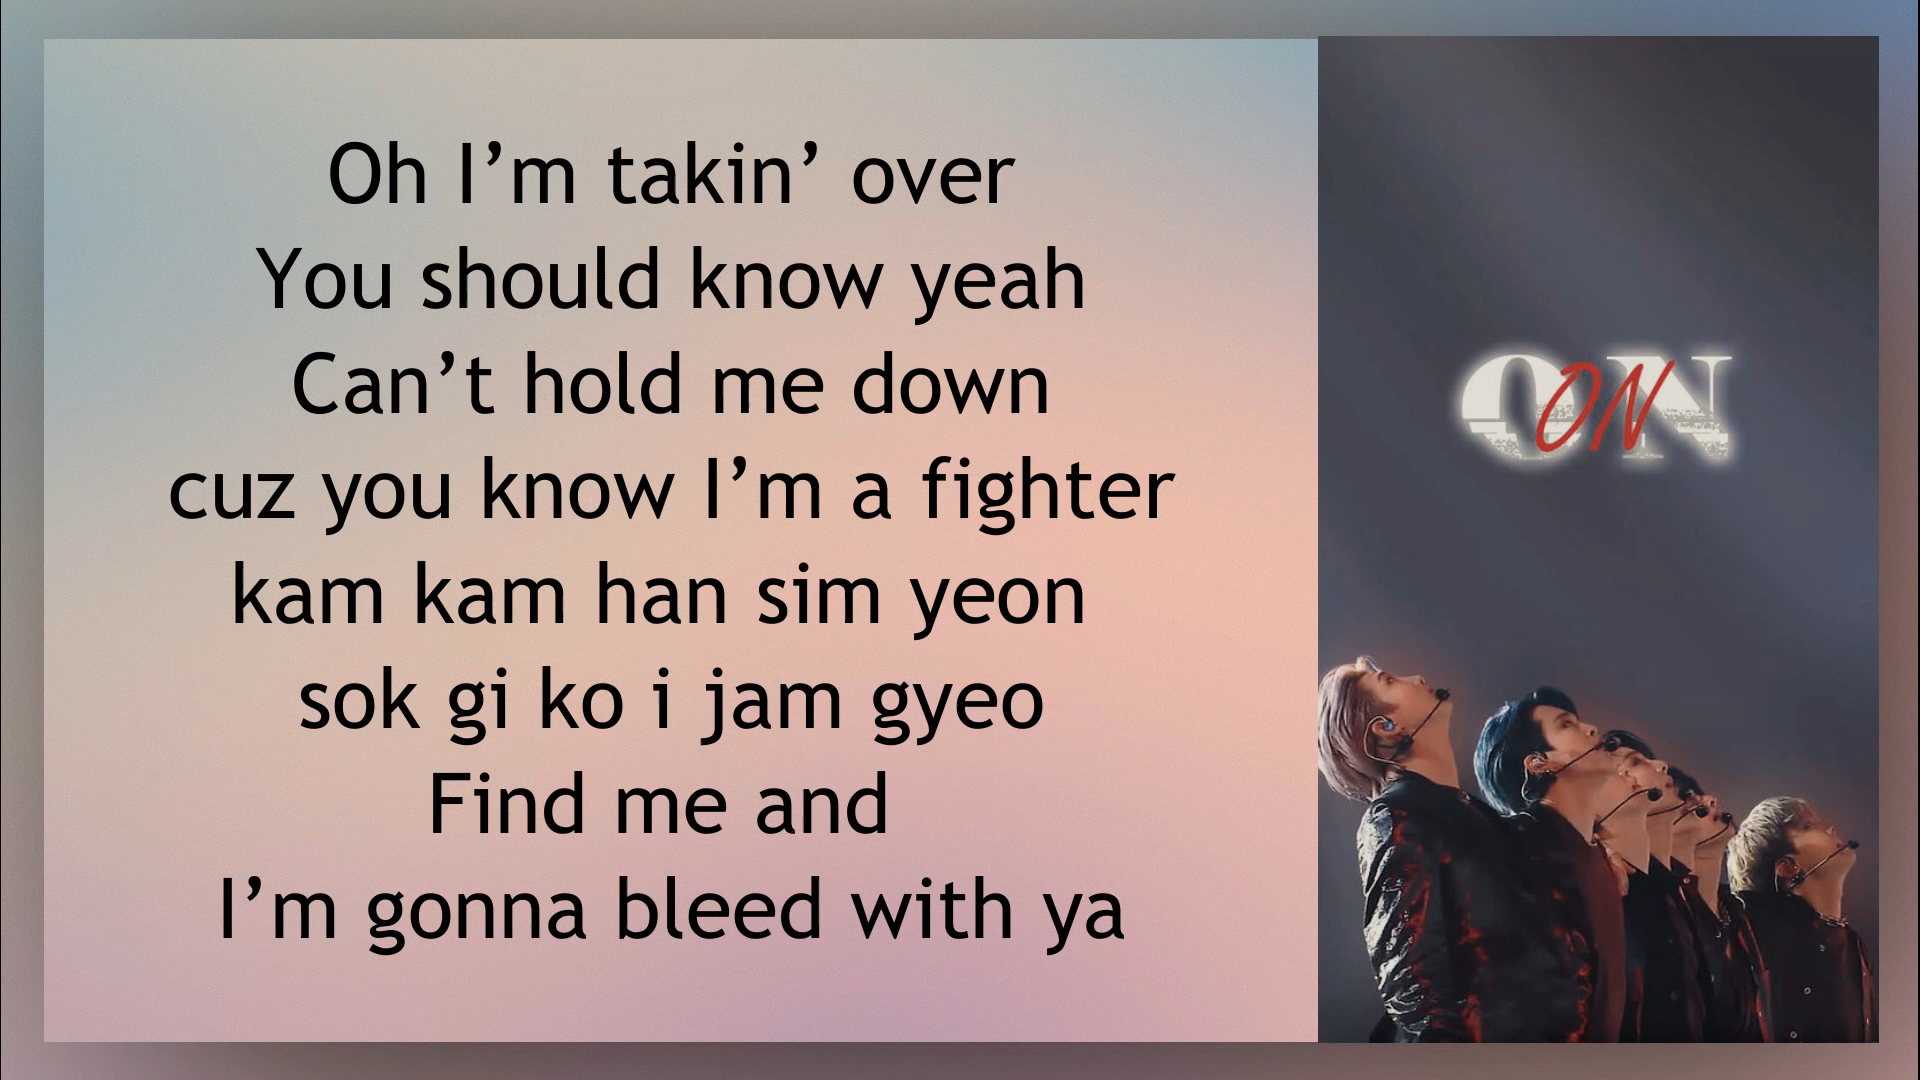 Oh I’m takin’ over
You should know yeah
Can’t hold me down
cuz you know I’m a fighter
kam kam han sim yeon
sok gi ko i jam gyeo
Find me and
I’m gonna bleed with ya
ON
ON